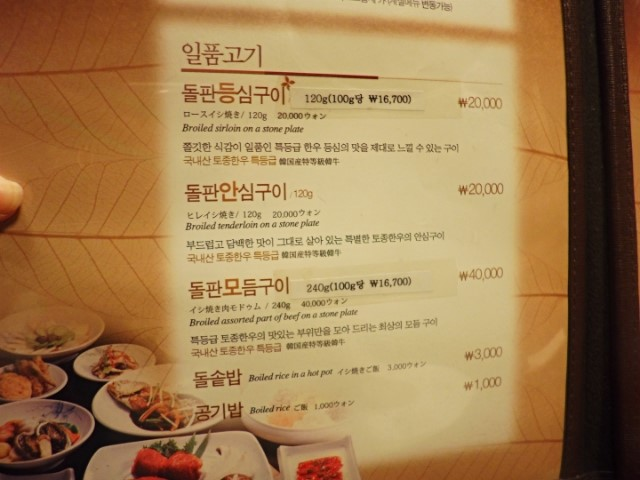 변동가능)
일품고기
돌판등심구이 120g(100g당 ₩16,700) ₩20,000
ロースイシ焼き/ 120g 20,000ウォン
Broiled sirloin on a stone plate
쫄깃한 식감이 일품인 특등급 한우 등심의 맛을 제대로 느낄 수 있는 구이
국내산 토종한우 특등급 韓国産特等級韓牛
돌판안심구이 / 120g ₩20,000
ヒレイシ焼き/ 120g 20,000ウォン
Broiled tenderloin on a stone plate
부드럽고 담백한 맛이 그대로 살아 있는 특별한 토종한우의 안심구이
국내산 토종한우 특등급 韓国産特等級韓牛
돌판모듬구이 240g(100g당 ₩16,700) ₩40,000
イシ焼き肉モドゥム / 240g 40,000ウォン
Broiled assorted part of beef on a stone plate
특등급 토종한우의 맛있는 부위만을 모아 드리는 최상의 모듬 구이
국내산 토종한우 특등급 韓国産特等級韓牛
돌솥밥 Boiled rice in a hot pot イシ焼きご飯 3,000ウォン ₩3,000
공기밥 Boiled rice ご飯 1,000ウォン ₩1,000